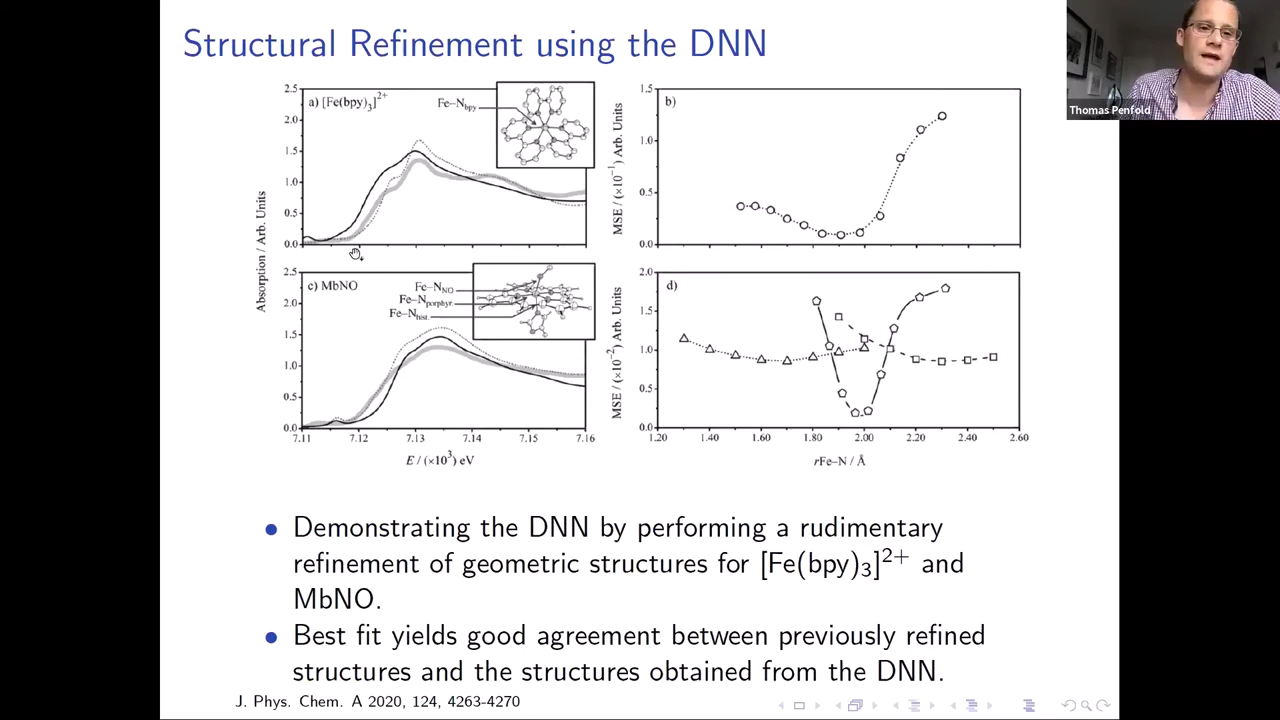 Structural Refinement using the DNN
Thomas Penfold
a) [Fe(bpy)₃]²⁺
Fe–N_bpy
2.5
2.0
1.5
1.0
0.5
0.0
b)
1.5
1.0
0.5
0.0
MSE / (×10⁻¹) Arb. Units
Absorption / Arb. Units
c) MbNO
Fe–N_NO
Fe–N_porphyr.
Fe–N_hist.
2.5
2.0
1.5
1.0
0.5
0.0
7.11 7.12 7.13 7.14 7.15 7.16
E / (×10³) eV
d)
2.0
1.5
1.0
0.5
0.0
MSE / (×10⁻²) Arb. Units
1.20 1.40 1.60 1.80 2.00 2.20 2.40 2.60
rFe–N / Å
• Demonstrating the DNN by performing a rudimentary
refinement of geometric structures for [Fe(bpy)₃]²⁺ and
MbNO.
• Best fit yields good agreement between previously refined
structures and the structures obtained from the DNN.
J. Phys. Chem. A 2020, 124, 4263-4270